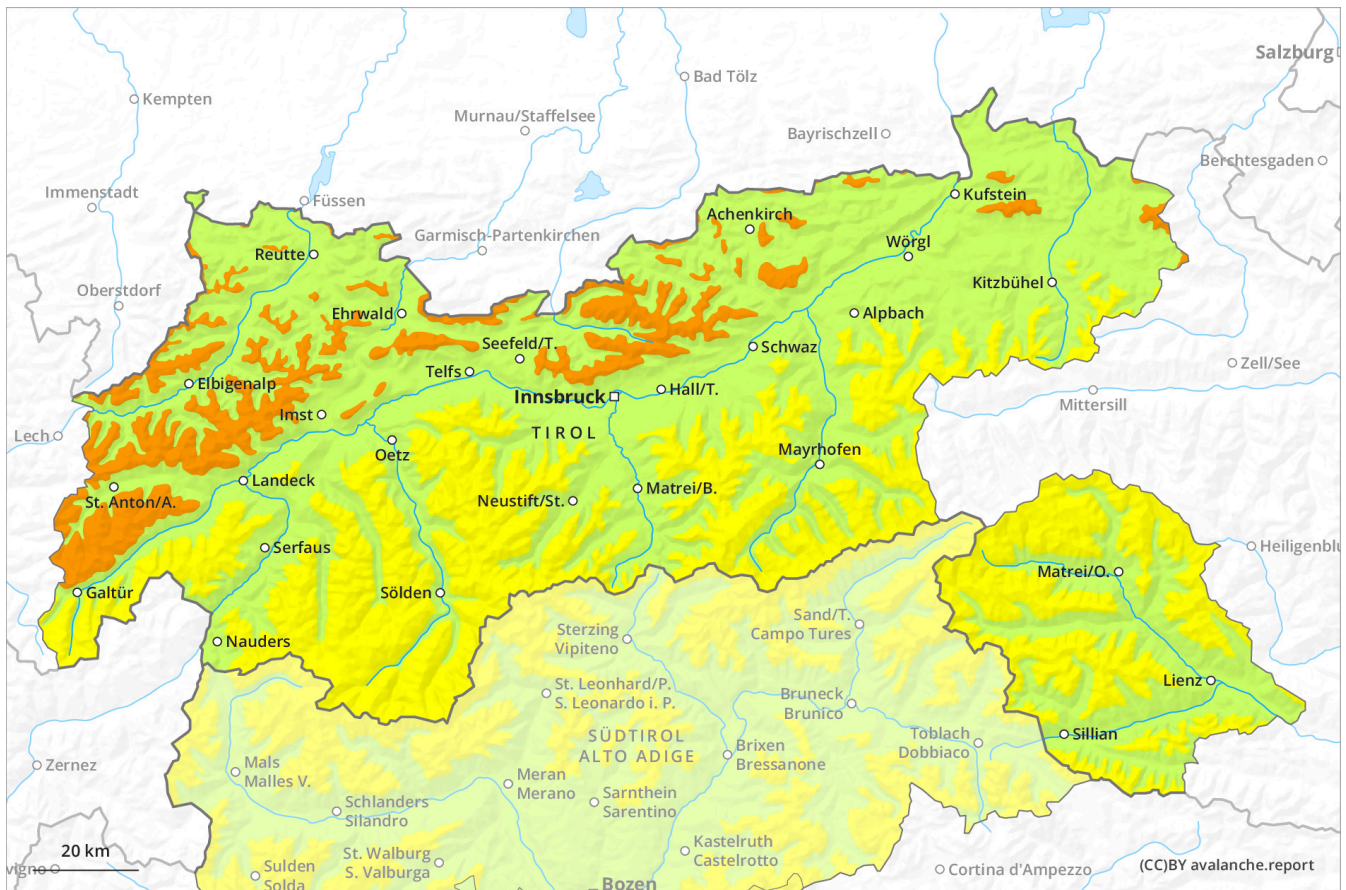 Salzburg
Bad Tölz
Kempten
Murnau/Staffelsee
Bayrischzell
Berchtesgaden
Immenstadt
Füssen
Kufstein
Achenkirch
Garmisch-Partenkirchen
Reutte
Wörgl
Oberstdorf
Kitzbühel
Ehrwald
Alpbach
Seefeld/T.
Schwaz
Telfs
Zell/See
Elbigenalp
Hall/T.
Innsbruck
Mittersill
Imst
TIROL
Lech
Oetz
Mayrhofen
Landeck
Matrei/B.
St. Anton/A.
Neustift/St.
Serfaus
Heiligenblu
Matrei/O.
Galtür
Sölden
Sand/T.
Campo Tures
Sterzing
Vipiteno
Nauders
Lienz
St. Leonhard/P.
S. Leonardo i. P.
Bruneck
Brunico
SÜDTIROL
ALTO ADIGE
Toblach
Dobbiaco
Sillian
Brixen
Bressanone
Zernez
Mals
Malles V.
Meran
Merano
Sarnthein
Sarentino
Schlanders
Silandro
20 km
St. Walburg
S. Valburga
Kastelruth
Castelrotto
vigno
Sulden
Solda
Cortina d'Ampezzo
(CC)BY avalanche.report
Bozen